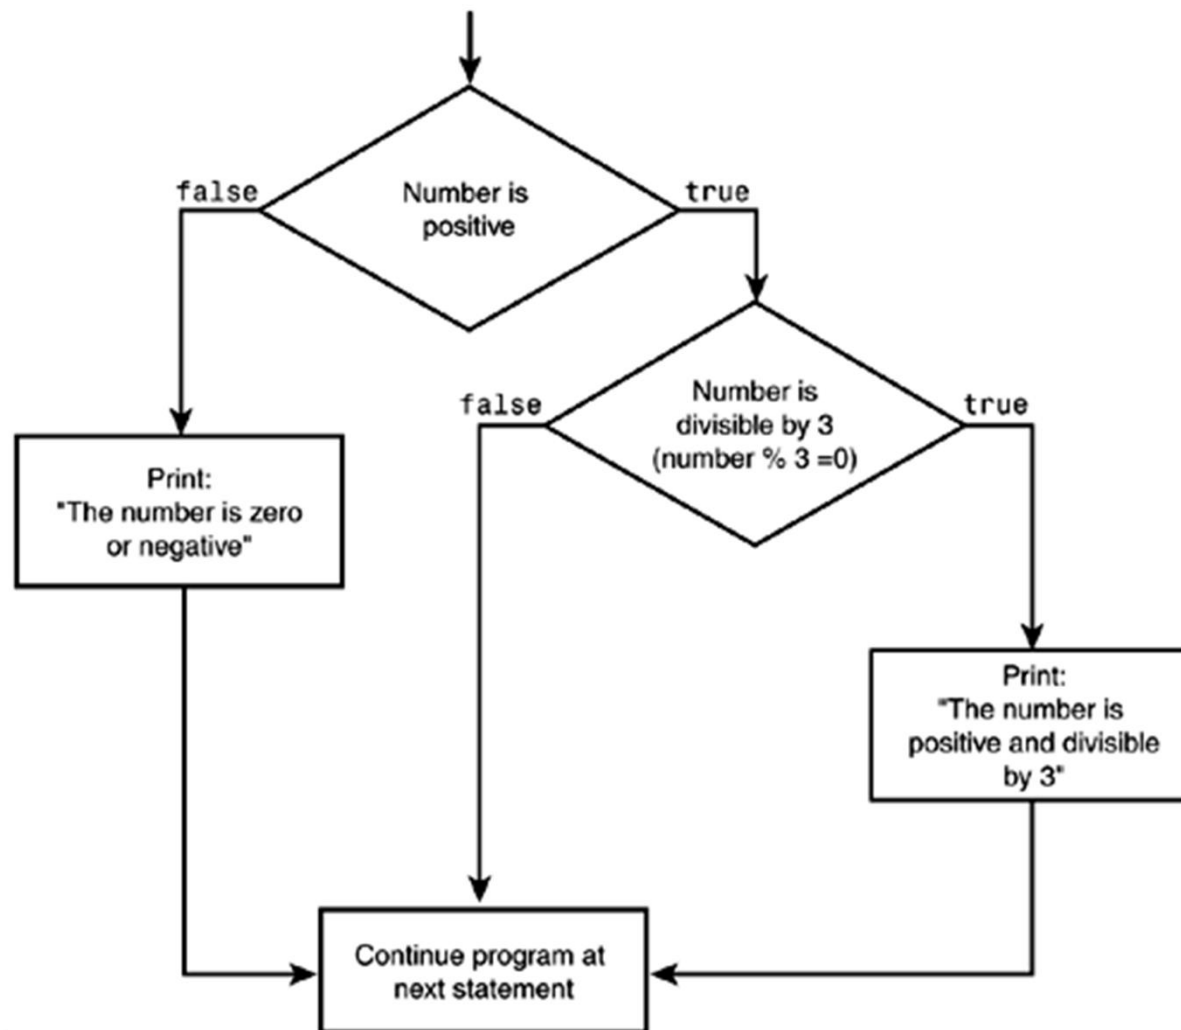 false
Number is
positive
true
false
Number is
divisible by 3
(number % 3 =0)
true
Print:
"The number is zero
or negative"
Print:
"The number is
positive and divisible
by 3"
Continue program at
next statement